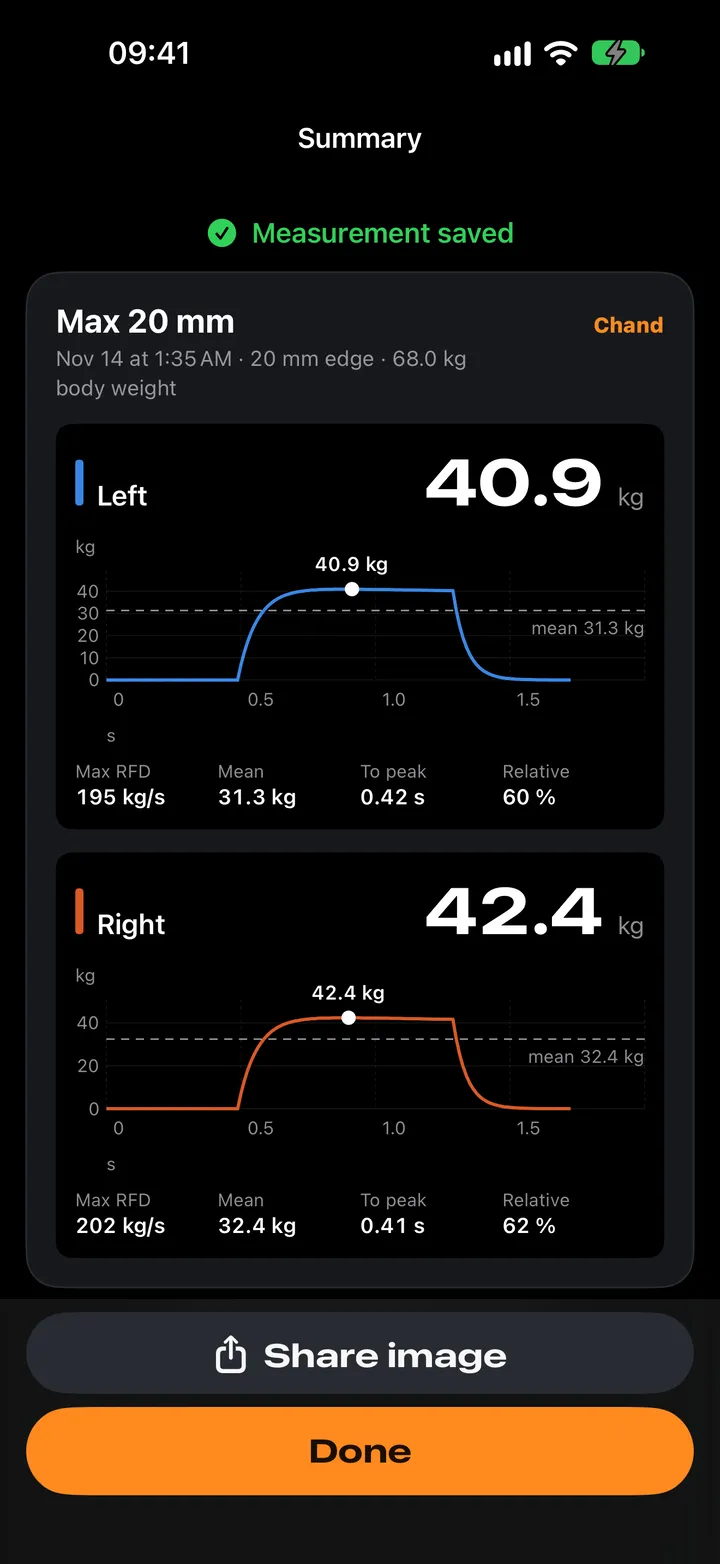 09:41
Summary
Measurement saved
Max 20 mm
Chand
Nov 14 at 1:35 AM · 20 mm edge · 68.0 kg
body weight
Left
40.9 kg
kg
40.9 kg
40
30
20
10
0
mean 31.3 kg
0 0.5 1.0 1.5
s
Max RFD Mean To peak Relative
195 kg/s 31.3 kg 0.42 s 60 %
Right
42.4 kg
kg
42.4 kg
40
20
0
mean 32.4 kg
0 0.5 1.0 1.5
s
Max RFD Mean To peak Relative
202 kg/s 32.4 kg 0.41 s 62 %
Share image
Done